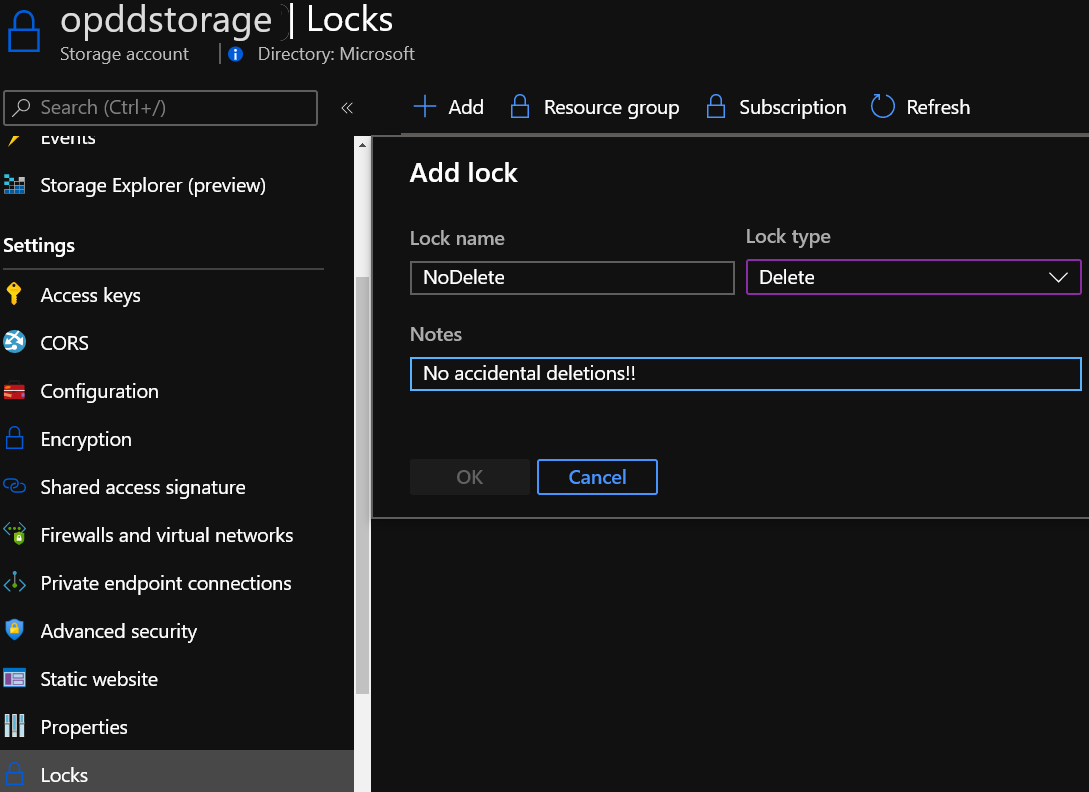 opddstorage | Locks
Storage account | Directory: Microsoft
Search (Ctrl+/)
«
Add
Resource group
Subscription
Refresh
Events
Storage Explorer (preview)
Settings
Access keys
CORS
Configuration
Encryption
Shared access signature
Firewalls and virtual networks
Private endpoint connections
Advanced security
Static website
Properties
Locks
Add lock
Lock name
Lock type
NoDelete
Delete
Notes
No accidental deletions!!
OK
Cancel